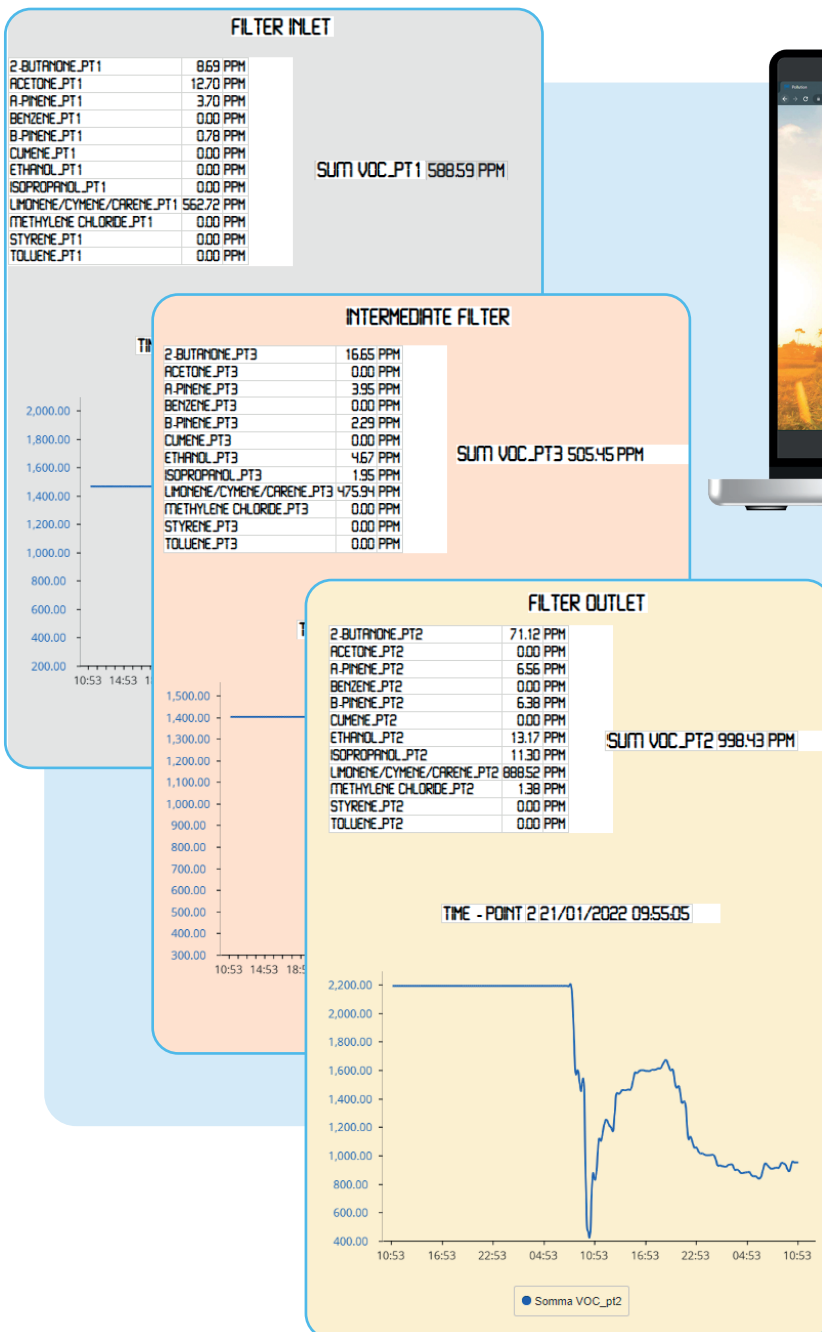 FILTER INLET
2-BUTANONE_PT1 8.69 PPM
ACETONE_PT1 12.70 PPM
A-PINENE_PT1 3.70 PPM
BENZENE_PT1 0.00 PPM
B-PINENE_PT1 0.78 PPM
CUMENE_PT1 0.00 PPM
ETHANOL_PT1 0.00 PPM
ISOPROPANOL_PT1 0.00 PPM
LIMONENE/CYMENE/CARENE_PT1 562.72 PPM
METHYLENE CHLORIDE_PT1 0.00 PPM
STYRENE_PT1 0.00 PPM
TOLUENE_PT1 0.00 PPM
SUM VOC_PT1 588.59 PPM
2,000.00
1,800.00
1,600.00
1,400.00
1,200.00
1,000.00
800.00
600.00
400.00
200.00
10:53 14:53
INTERMEDIATE FILTER
2-BUTANONE_PT3 16.65 PPM
ACETONE_PT3 0.00 PPM
A-PINENE_PT3 3.95 PPM
BENZENE_PT3 0.00 PPM
B-PINENE_PT3 2.29 PPM
CUMENE_PT3 0.00 PPM
ETHANOL_PT3 4.67 PPM
ISOPROPANOL_PT3 1.95 PPM
LIMONENE/CYMENE/CARENE_PT3 475.94 PPM
METHYLENE CHLORIDE_PT3 0.00 PPM
STYRENE_PT3 0.00 PPM
TOLUENE_PT3 0.00 PPM
SUM VOC_PT3 505.45 PPM
1,500.00
1,400.00
1,300.00
1,200.00
1,100.00
1,000.00
900.00
800.00
700.00
600.00
500.00
400.00
300.00
10:53 14:53 18:5
FILTER OUTLET
2-BUTANONE_PT2 71.12 PPM
ACETONE_PT2 0.00 PPM
A-PINENE_PT2 6.56 PPM
BENZENE_PT2 0.00 PPM
B-PINENE_PT2 6.38 PPM
CUMENE_PT2 0.00 PPM
ETHANOL_PT2 13.17 PPM
ISOPROPANOL_PT2 11.30 PPM
LIMONENE/CYMENE/CARENE_PT2 888.52 PPM
METHYLENE CHLORIDE_PT2 1.38 PPM
STYRENE_PT2 0.00 PPM
TOLUENE_PT2 0.00 PPM
SUM VOC_PT2 998.43 PPM
TIME - POINT 2 21/01/2022 09:55:05
2,200.00
2,000.00
1,800.00
1,600.00
1,400.00
1,200.00
1,000.00
800.00
600.00
400.00
10:53 16:53 22:53 04:53 10:53 16:53 22:53 04:53 10:53
Somma VOC_pt2